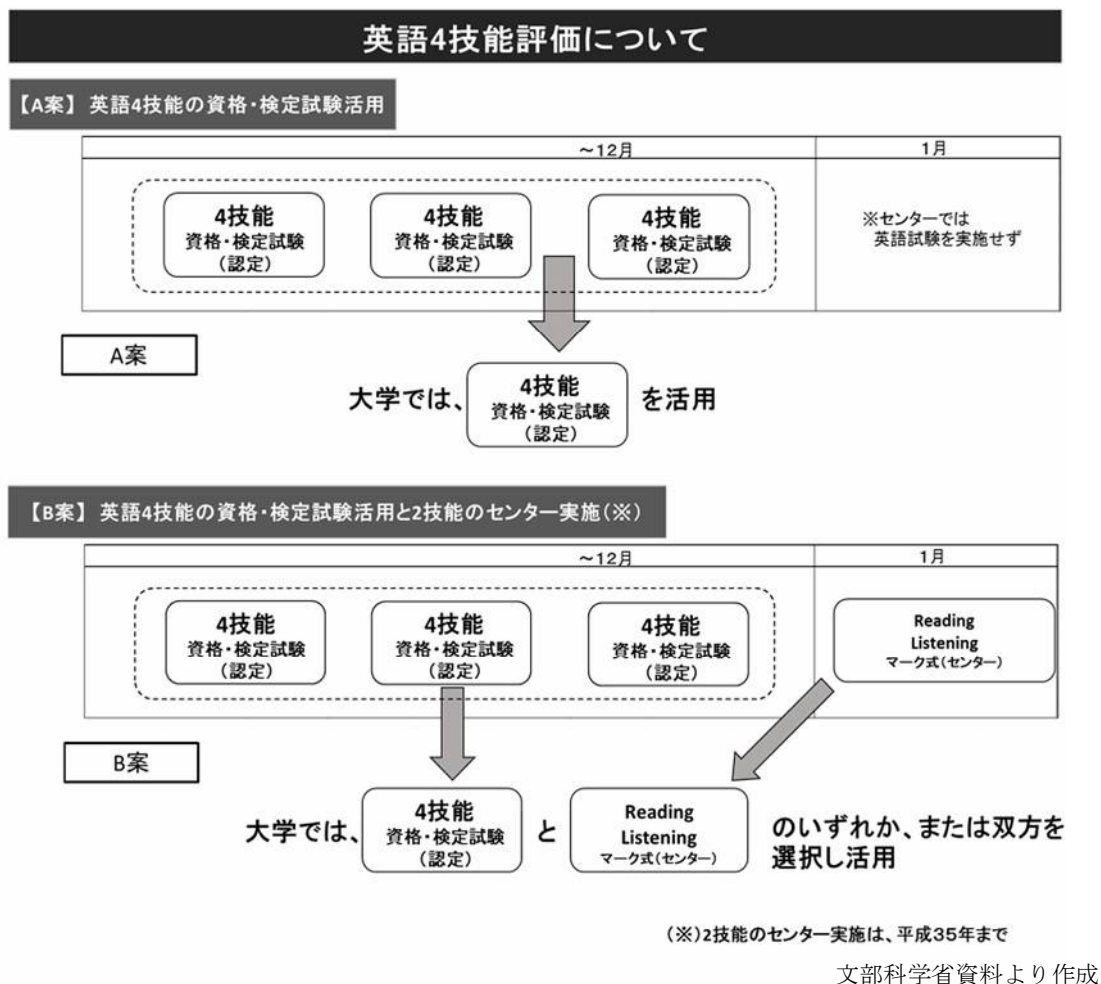 英語4技能評価について
【A案】 英語4技能の資格・検定試験活用
～12月
1月
4技能
資格・検定試験
（認定）
4技能
資格・検定試験
（認定）
4技能
資格・検定試験
（認定）
※センターでは
英語試験を実施せず
A案
大学では、
4技能
資格・検定試験
（認定）
を活用
【B案】 英語4技能の資格・検定試験活用と2技能のセンター実施（※）
～12月
1月
4技能
資格・検定試験
（認定）
4技能
資格・検定試験
（認定）
4技能
資格・検定試験
（認定）
Reading
Listening
マーク式（センター）
B案
大学では、
4技能
資格・検定試験
（認定）
と
Reading
Listening
マーク式（センター）
のいずれか、または双方を
選択し活用
（※）2技能のセンター実施は、平成35年まで
文部科学省資料より作成